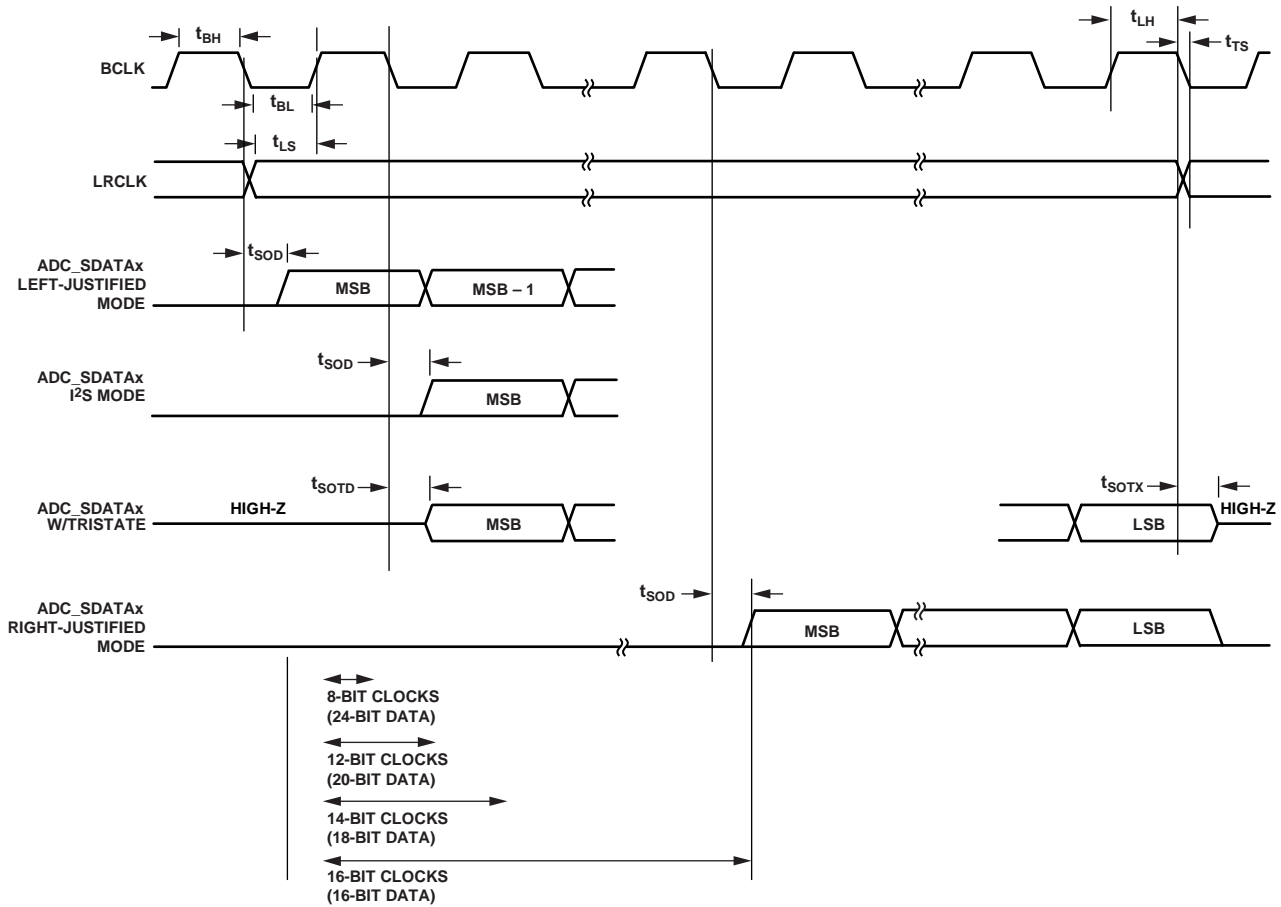 tBH
tLH
tTS
BCLK
tBL
tLS
LRCLK
tSOD
ADC_SDATAx
LEFT-JUSTIFIED
MODE
MSB
MSB – 1
tSOD
ADC_SDATAx
I2S MODE
MSB
tSOTD
tSOTX
ADC_SDATAx
W/TRISTATE
HIGH-Z
MSB
LSB
HIGH-Z
tSOD
ADC_SDATAx
RIGHT-JUSTIFIED
MODE
MSB
LSB
8-BIT CLOCKS
(24-BIT DATA)
12-BIT CLOCKS
(20-BIT DATA)
14-BIT CLOCKS
(18-BIT DATA)
16-BIT CLOCKS
(16-BIT DATA)